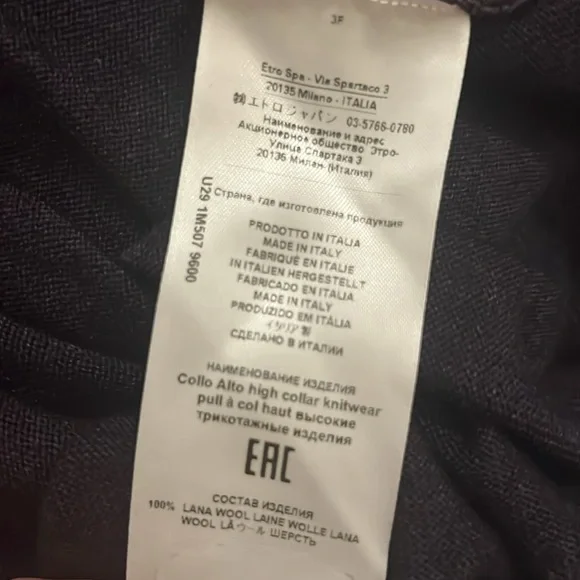 3F
Etro Spa - Via Spartaco 3
20135 Milano - ITALIA
㈱エトロジャパン 03-5766-0780
Наименование и адрес
Акционерное общество Этро-
Улица Спартака 3
20135 Милан (Италия)
Страна, где изготовлена продукция
U29 1M507 9600
PRODOTTO IN ITALIA
MADE IN ITALY
FABRIQUÉ EN ITALIE
IN ITALIEN HERGESTELLT
FABRICADO EN ITALIA
MADE IN ITALY
PRODUZIDO EM ITÁLIA
イタリア製
СДЕЛАНО В ИТАЛИИ
НАИМЕНОВАНИЕ ИЗДЕЛИЯ
Collo Alto high collar knitwear
pull à col haut высокие
трикотажные изделия
EAC
СОСТАВ ИЗДЕЛИЯ
100% LANA WOOL LAINE WOLLE LANA
WOOL LÃ ウール ШЕРСТЬ